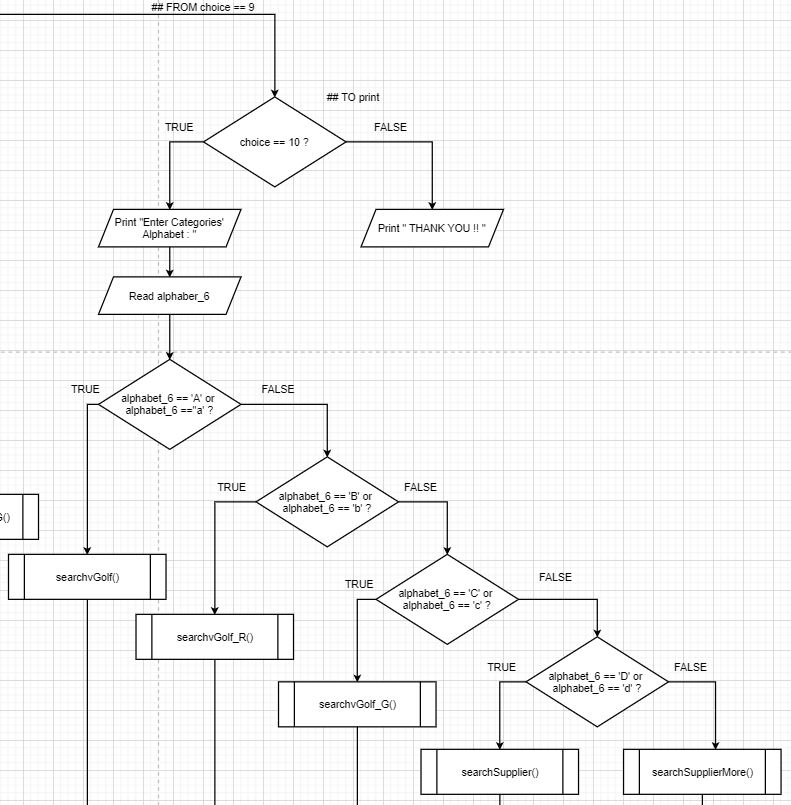 ## FROM choice == 9
## TO print
TRUE
FALSE
choice == 10 ?
Print "Enter Categories'
Alphabet : "
Print " THANK YOU !! "
Read alphaber_6
TRUE
FALSE
alphabet_6 == 'A' or
alphabet_6 =="a' ?
TRUE
FALSE
alphabet_6 == 'B' or
alphabet_6 == 'b' ?
G()
searchvGolf()
TRUE
FALSE
alphabet_6 == 'C' or
alphabet_6 == 'c' ?
searchvGolf_R()
TRUE
FALSE
alphabet_6 == 'D' or
alphabet_6 == 'd' ?
searchvGolf_G()
searchSupplier()
searchSupplierMore()